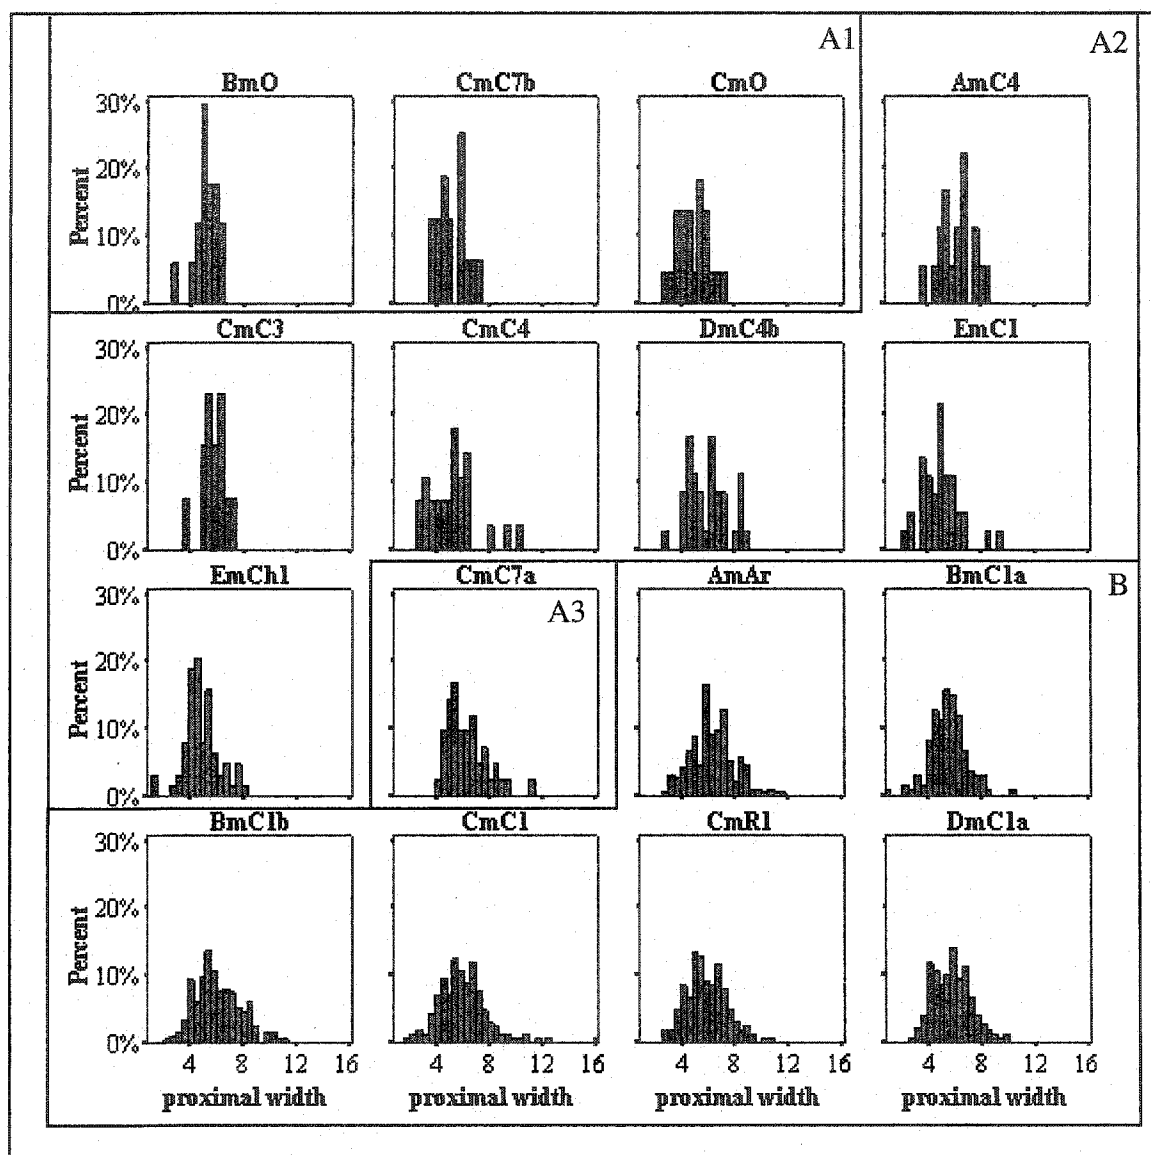 A1
A2
BmO CmC7b CmO AmC4
30%
20%
10%
0%
Percent
CmC3 CmC4 DmC4b EmC1
30%
20%
10%
0%
Percent
EmCh1 CmC7a AmAr BmC1a
A3
B
30%
20%
10%
0%
Percent
BmC1b CmC1 CmR1 DmC1a
30%
20%
10%
0%
Percent
4 8 12 16 4 8 12 16 4 8 12 16 4 8 12 16
proximal width proximal width proximal width proximal width